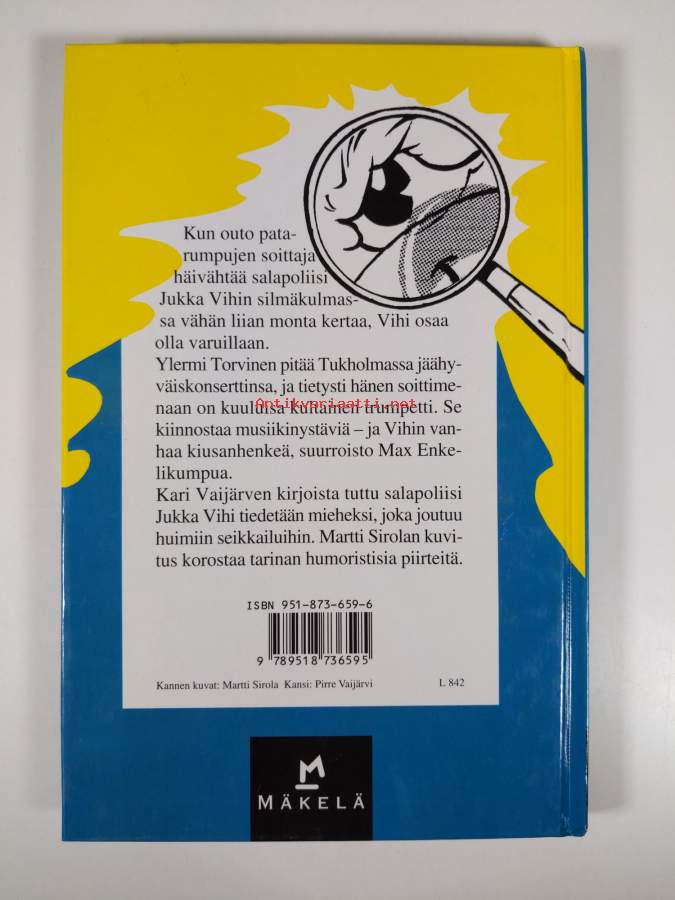 Kun outo pata-
rumpujen soittaja
häivähtää salapoliisi
Jukka Vihin silmäkulmas-
sa vähän liian monta kertaa, Vihi osaa
olla varuillaan.
Ylermi Torvinen pitää Tukholmassa jäähy-
väiskonserttinsa, ja tietysti hänen soittime-
naan on kuuluisa kultainen trumpetti. Se
Antikvariaatti.net
kiinnostaa musiikinystäviä – ja Vihin van-
haa kiusanhenkeä, suurroisto Max Enke-
likumpua.
Kari Vaijärven kirjoista tuttu salapoliisi
Jukka Vihi tiedetään mieheksi, joka joutuu
huimiin seikkailuihin. Martti Sirolan kuvi-
tus korostaa tarinan humoristisia piirteitä.
ISBN 951-873-659-6
9 789518 736595
Kannen kuvat: Martti Sirola Kansi: Pirre Vaijärvi L 842
M
MÄKELÄ